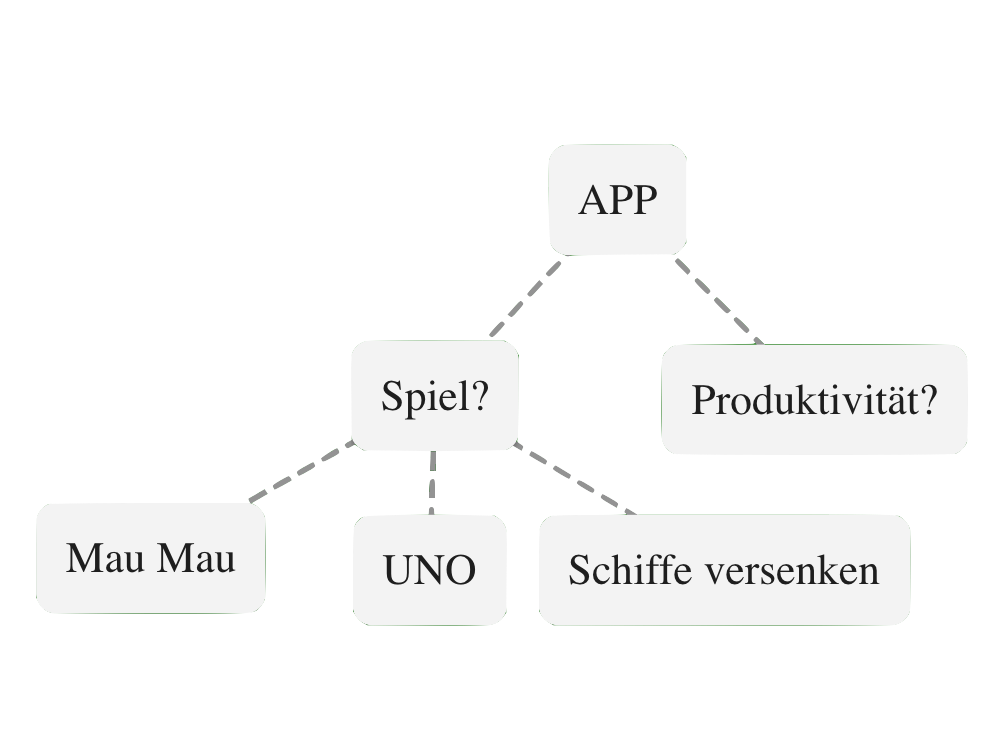 APP
Spiel?
Produktivität?
Mau Mau
UNO
Schiffe versenken